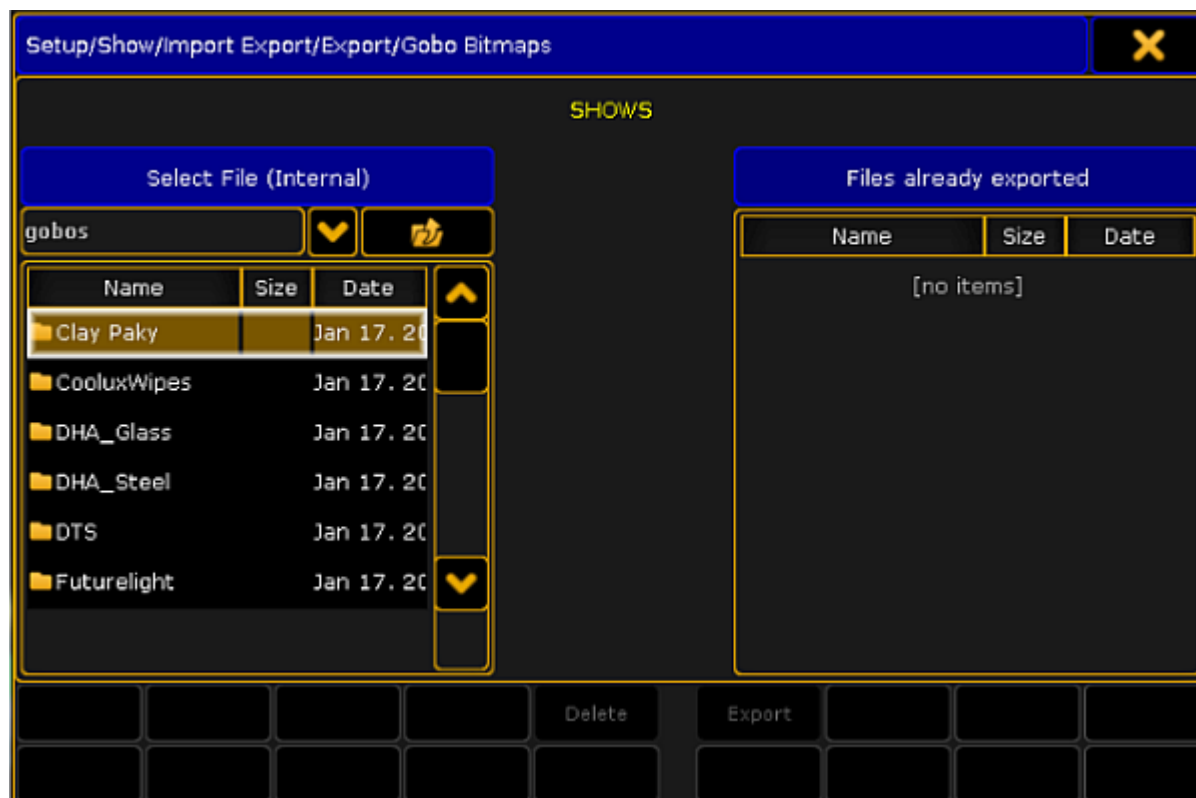 Setup/Show/Import Export/Export/Gobo Bitmaps
SHOWS
Select File (Internal)
gobos
Name Size Date
Clay Paky Jan 17. 20
CooluxWipes Jan 17. 20
DHA_Glass Jan 17. 20
DHA_Steel Jan 17. 20
DTS Jan 17. 20
Futurelight Jan 17. 20
Files already exported
Name Size Date
[no items]
Delete Export